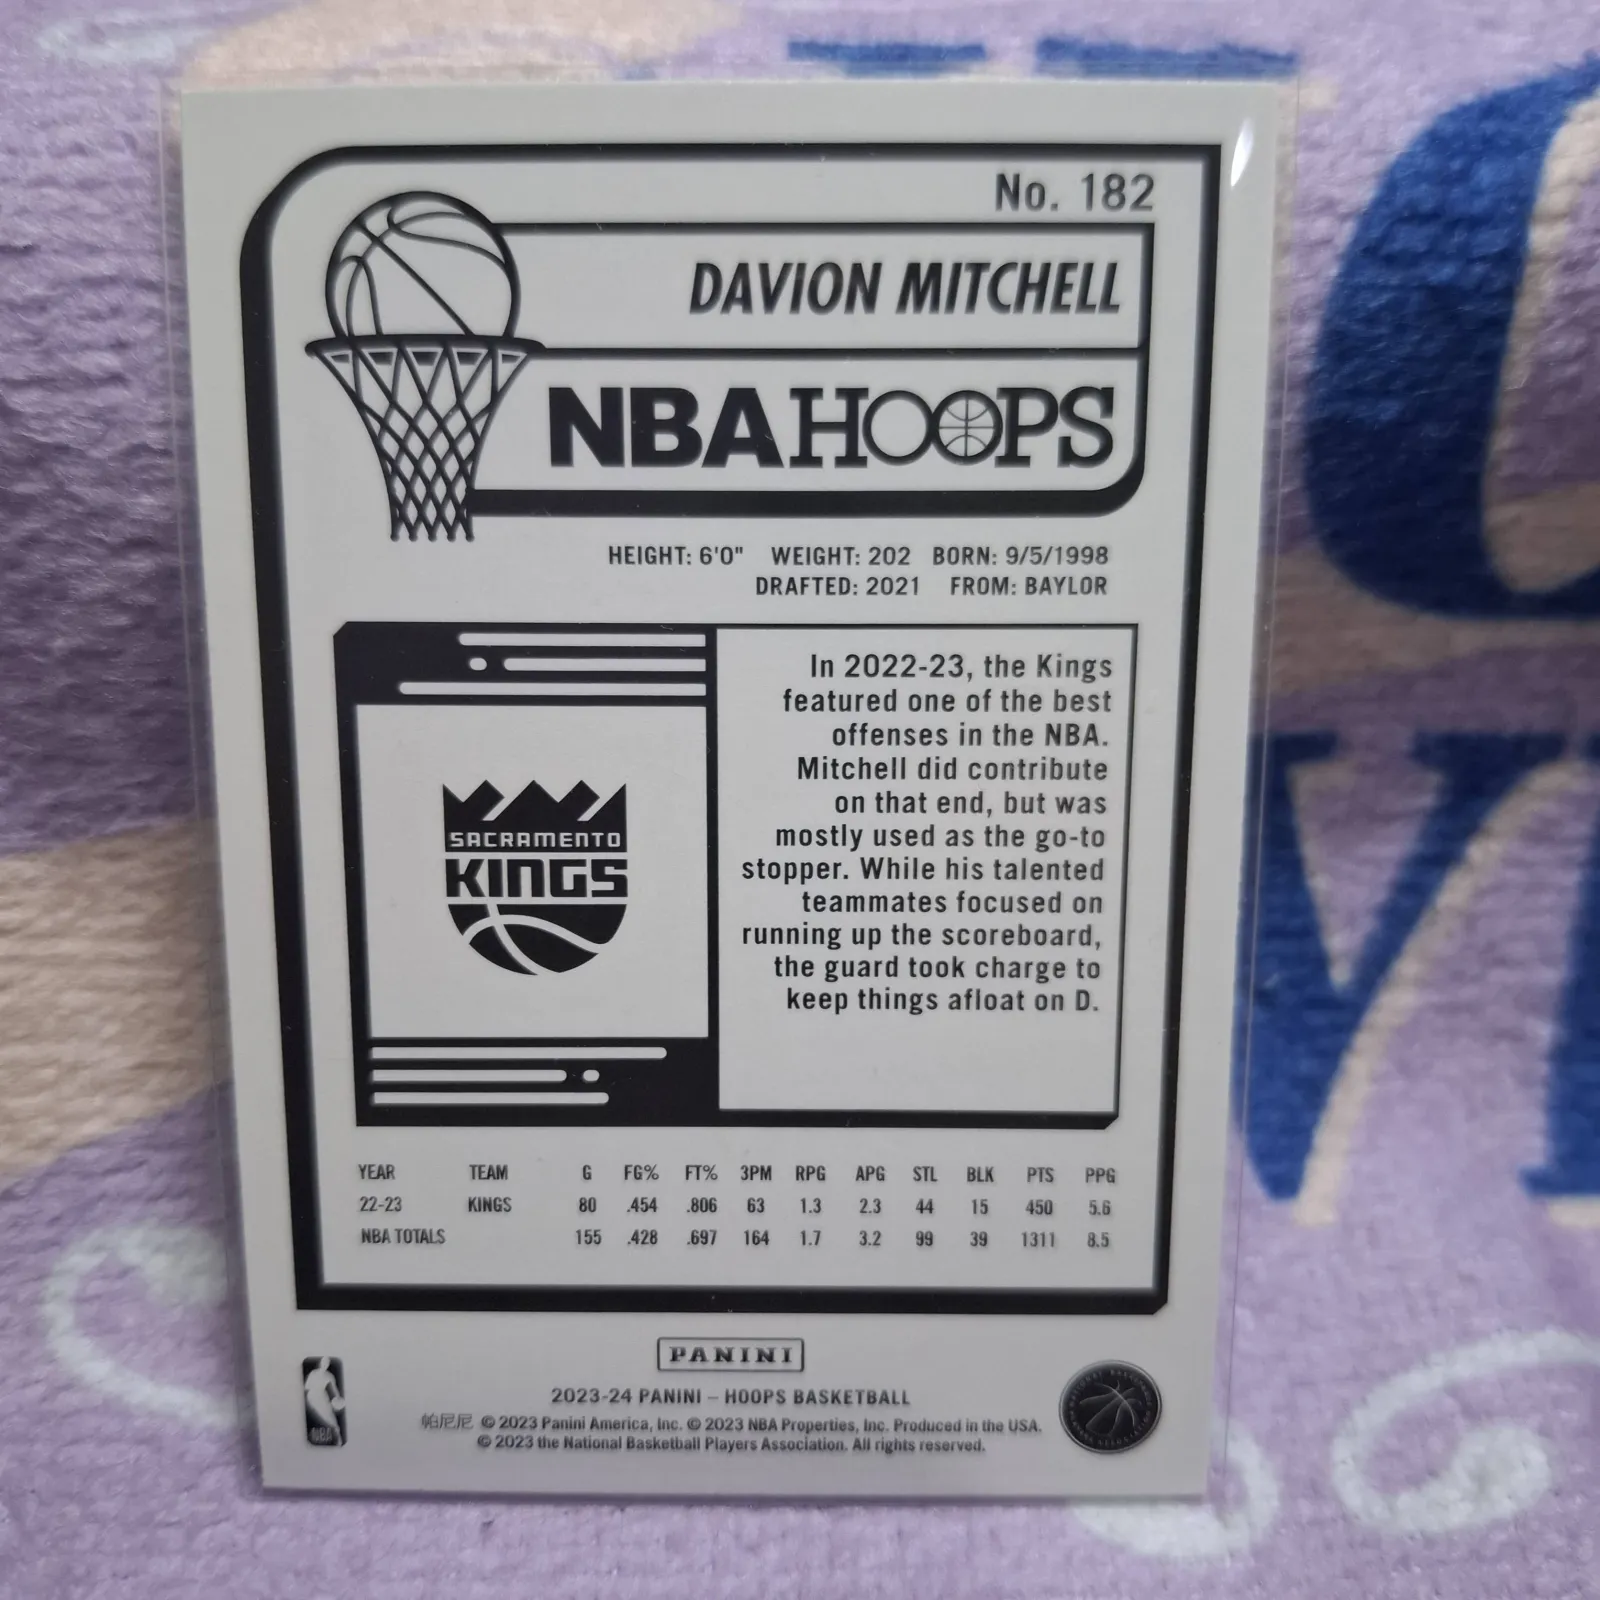 No. 182
DAVION MITCHELL
NBA HOOPS
HEIGHT: 6'0" WEIGHT: 202 BORN: 9/5/1998
DRAFTED: 2021 FROM: BAYLOR
In 2022-23, the Kings
featured one of the best
offenses in the NBA.
Mitchell did contribute
on that end, but was
mostly used as the go-to
stopper. While his talented
teammates focused on
running up the scoreboard,
the guard took charge to
keep things afloat on D.
SACRAMENTO
KINGS
YEAR TEAM G FG% FT% 3PM RPG APG STL BLK PTS PPG
22-23 KINGS 80 .454 .806 63 1.3 2.3 44 15 450 5.6
NBA TOTALS 155 .428 .697 164 1.7 3.2 99 39 1311 8.5
PANINI
2023-24 PANINI – HOOPS BASKETBALL
帕尼尼 © 2023 Panini America, Inc. © 2023 NBA Properties, Inc. Produced in the USA.
© 2023 the National Basketball Players Association. All rights reserved.
NBA